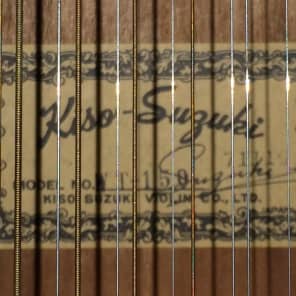 Kiso-Suzuki
MODEL NO. WT 150
KISO SUZUKI VIOLIN CO., LTD.